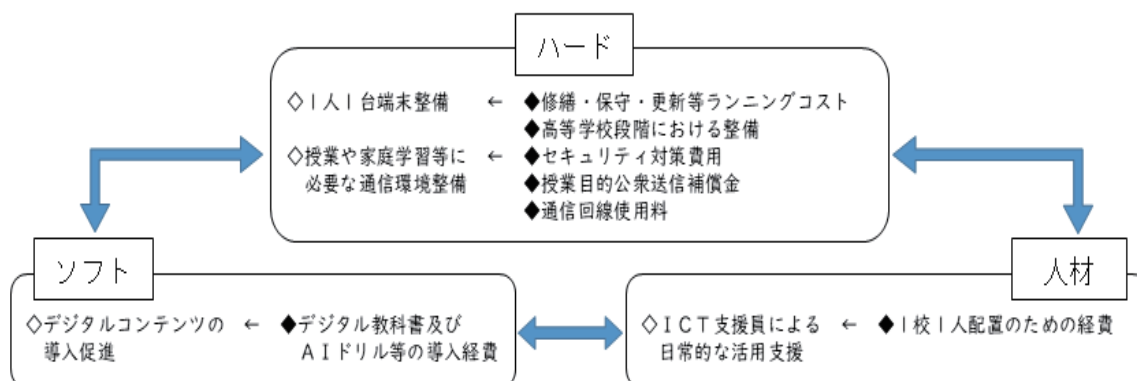 ハード
◇1人1台端末整備 ← ◆修繕・保守・更新等ランニングコスト
◆高等学校段階における整備
◇授業や家庭学習等に ← ◆セキュリティ対策費用
必要な通信環境整備 ◆授業目的公衆送信補償金
◆通信回線使用料
ソフト
◇デジタルコンテンツの ← ◆デジタル教科書及び
導入促進 AIドリル等の導入経費
人材
◇ICT支援員による ← ◆1校1人配置のための経費
日常的な活用支援